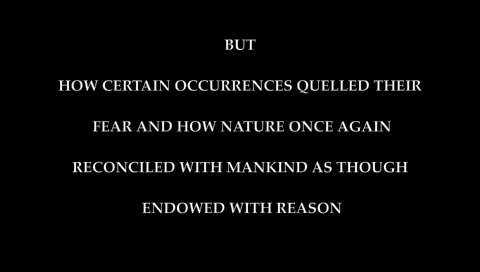 BUT
HOW CERTAIN OCCURRENCES QUELLED THEIR
FEAR AND HOW NATURE ONCE AGAIN
RECONCILED WITH MANKIND AS THOUGH
ENDOWED WITH REASON